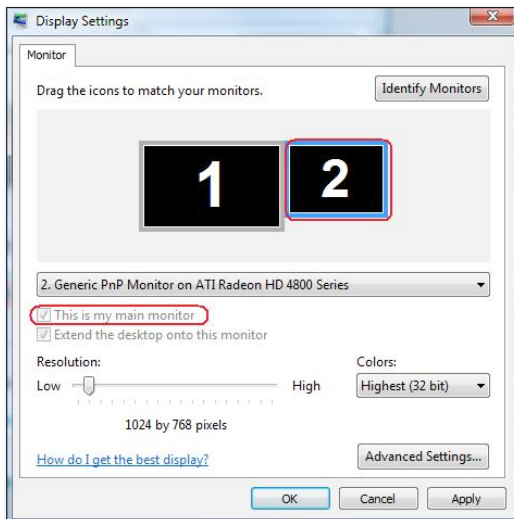 Display Settings
Monitor
Drag the icons to match your monitors.
Identify Monitors
1
2
2. Generic PnP Monitor on ATI Radeon HD 4800 Series
This is my main monitor
Extend the desktop onto this monitor
Resolution:
Colors:
Low
High
Highest (32 bit)
1024 by 768 pixels
How do I get the best display?
Advanced Settings...
OK
Cancel
Apply